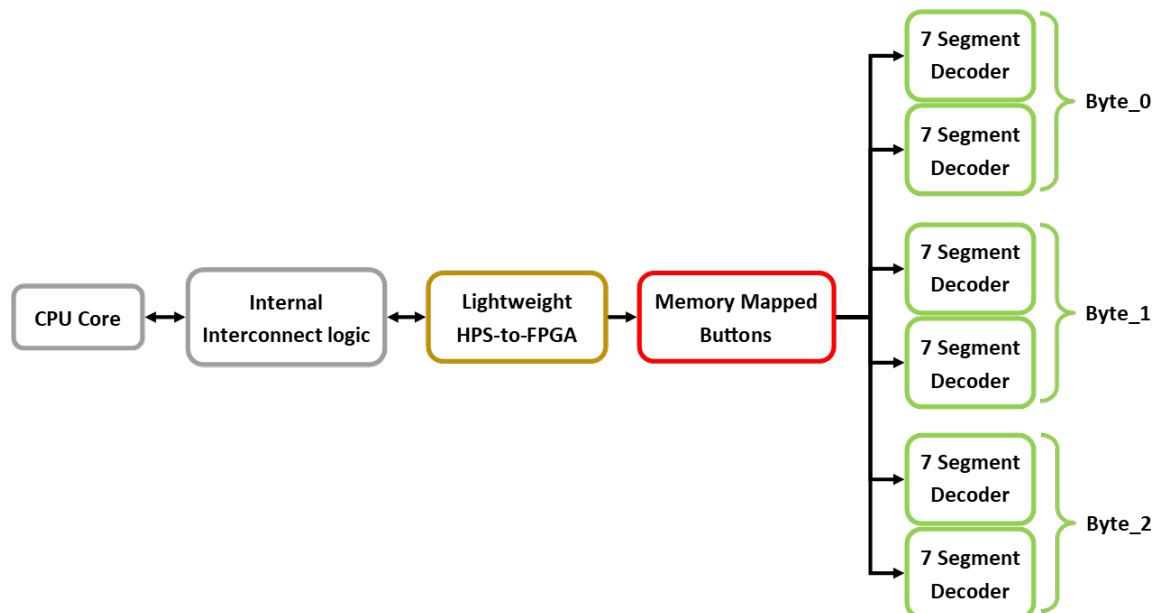 7 Segment
Decoder
Byte_0
7 Segment
Decoder
7 Segment
Decoder
Byte_1
7 Segment
Decoder
CPU Core
Internal
Interconnect logic
Lightweight
HPS-to-FPGA
Memory Mapped
Buttons
7 Segment
Decoder
Byte_2
7 Segment
Decoder